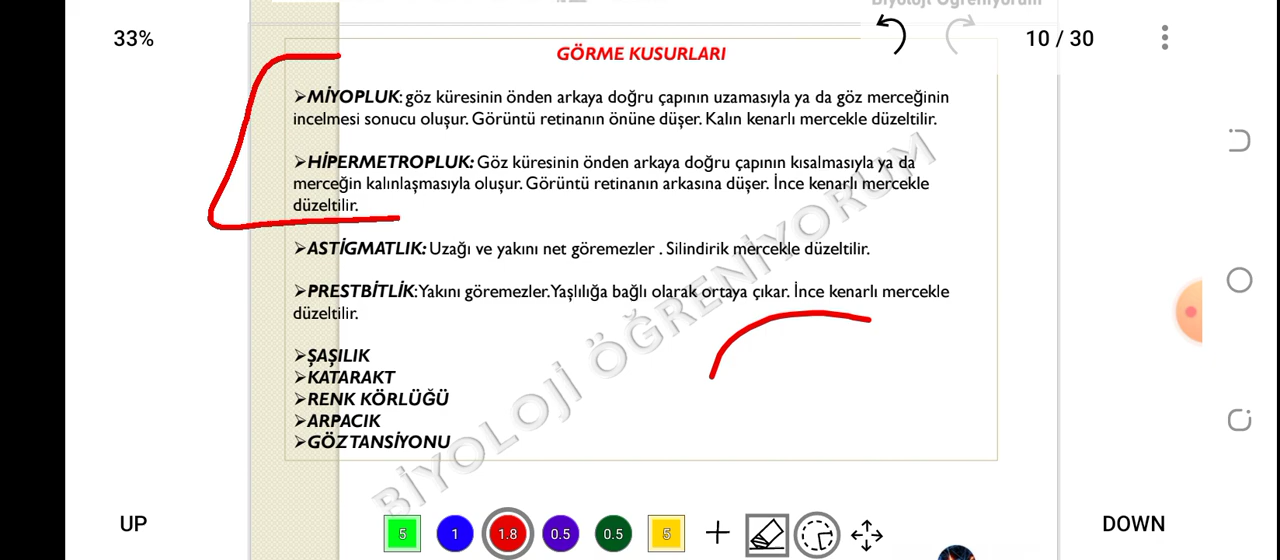 Biyoloji Öğreniyorum
33%
10 / 30
GÖRME KUSURLARI
➢MİYOPLUK: göz küresinin önden arkaya doğru çapının uzamasıyla ya da göz merceğinin
incelmesi sonucu oluşur. Görüntü retinanın önüne düşer. Kalın kenarlı mercekle düzeltilir.
➢HİPERMETROPLUK: Göz küresinin önden arkaya doğru çapının kısalmasıyla ya da
merceğin kalınlaşmasıyla oluşur. Görüntü retinanın arkasına düşer. İnce kenarlı mercekle
düzeltilir.
➢ASTİGMATLIK: Uzağı ve yakını net göremezler . Silindirik mercekle düzeltilir.
➢PRESTBİTLİK: Yakını göremezler. Yaşlılığa bağlı olarak ortaya çıkar. İnce kenarlı mercekle
düzeltilir.
➢ŞAŞILIK
➢KATARAKT
➢RENK KÖRLÜĞÜ
➢ARPACIK
➢GÖZ TANSİYONU
BİYOLOJİ ÖĞRENİYORUM
UP
5 1 1.8 0.5 0.5 5
DOWN